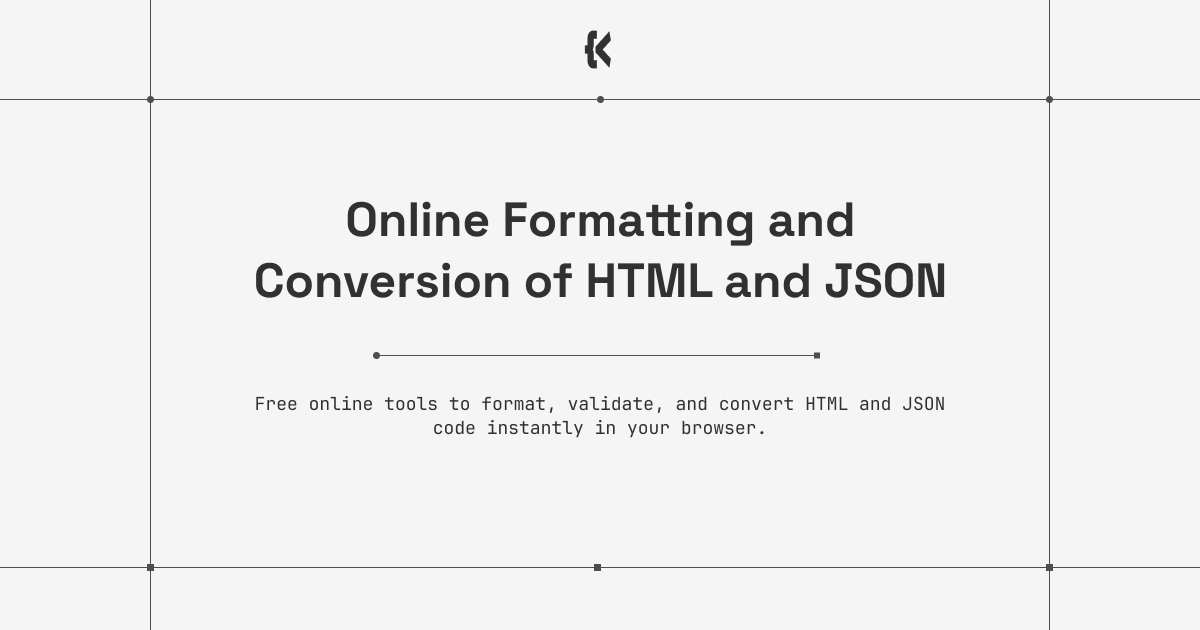 Online Formatting and
Conversion of HTML and JSON
Free online tools to format, validate, and convert HTML and JSON
code instantly in your browser.